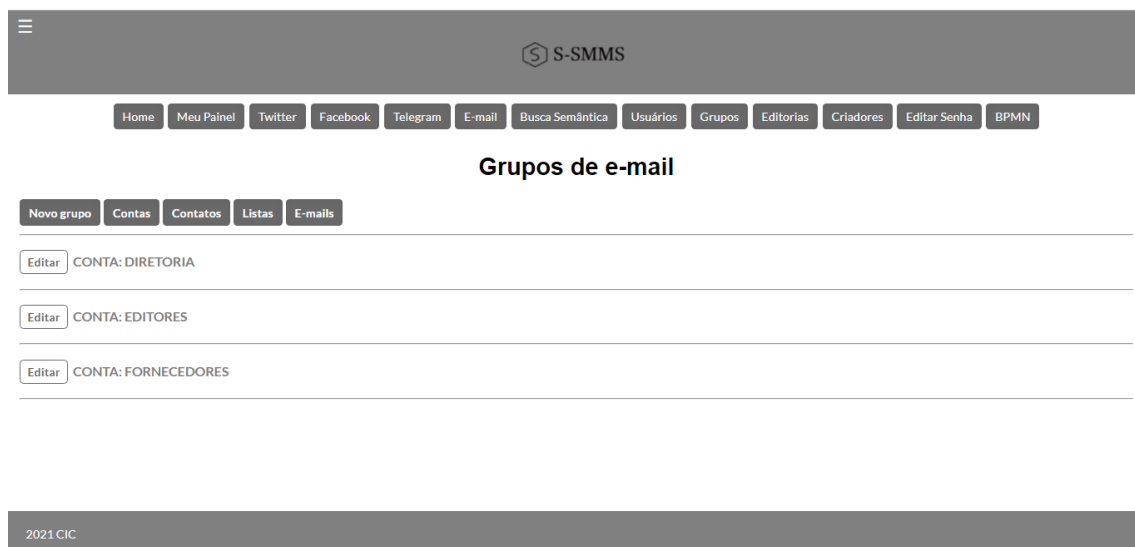 S-SMMS
Home Meu Painel Twitter Facebook Telegram E-mail Busca Semântica Usuários Grupos Editorias Criadores Editar Senha BPMN
Grupos de e-mail
Novo grupo Contas Contatos Listas E-mails
Editar CONTA: DIRETORIA
Editar CONTA: EDITORES
Editar CONTA: FORNECEDORES
2021 CIC